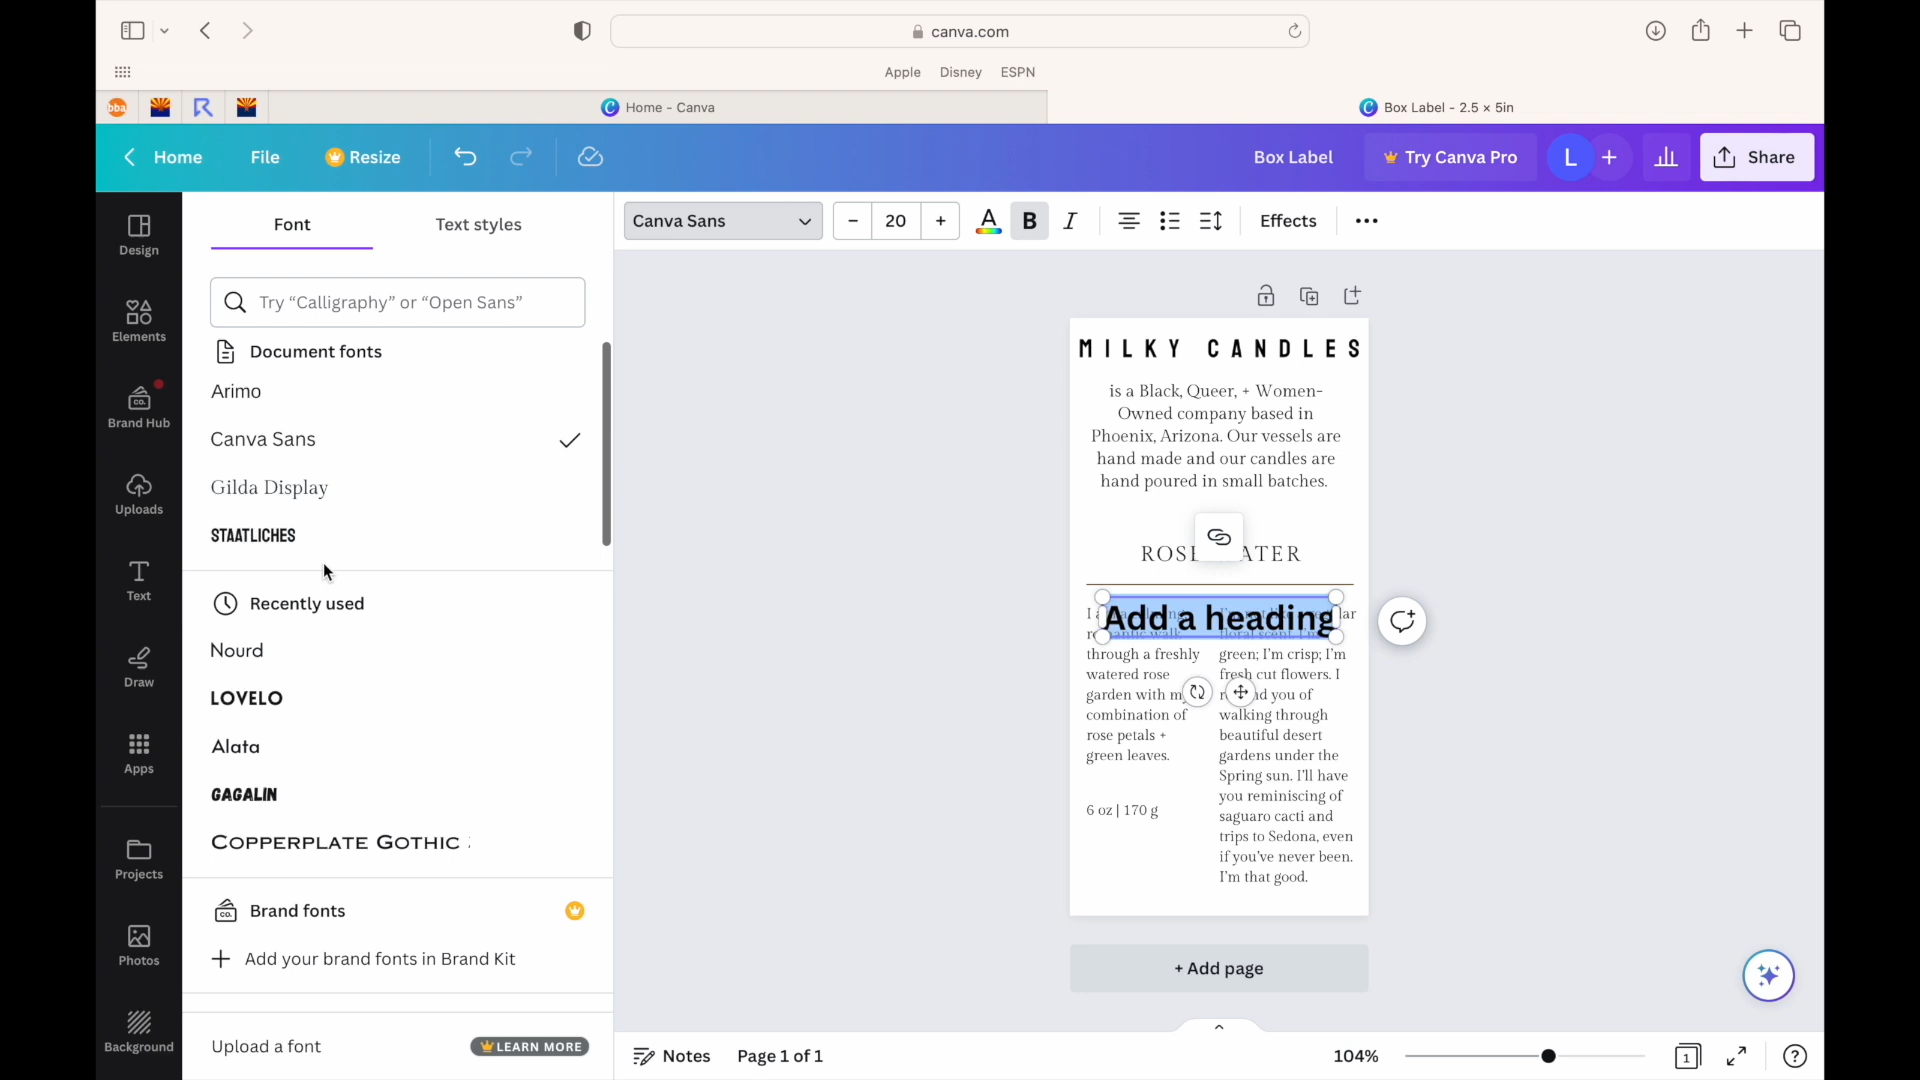 canva.com
Apple Disney ESPN
bba
Home - Canva
Box Label - 2.5 × 5in
Home File Resize Box Label Try Canva Pro L + Share
Design
Elements
Brand Hub
Uploads
Text
Draw
Apps
Projects
Photos
Background
Font Text styles
Try “Calligraphy” or “Open Sans”
Document fonts
Arimo
Canva Sans
Gilda Display
STAATLICHES
Recently used
Nourd
LOVELO
Alata
GAGALIN
COPPERPLATE GOTHIC
Brand fonts
Add your brand fonts in Brand Kit
Upload a font LEARN MORE
Canva Sans − 20 + A B I Effects
MILKY CANDLES
is a Black, Queer, + Women-
Owned company based in
Phoenix, Arizona. Our vessels are
hand made and our candles are
hand poured in small batches.
Add a heading
through a freshly
watered rose
garden with
combination of
rose petals +
green leaves.
6 oz | 170 g
green; I'm crisp; I'm
fresh cut flowers. I
you of
walking through
beautiful desert
gardens under the
Spring sun. I'll have
you reminiscing of
saguaro cacti and
trips to Sedona, even
if you've never been.
I'm that good.
+ Add page
Notes Page 1 of 1 104% 1 ?